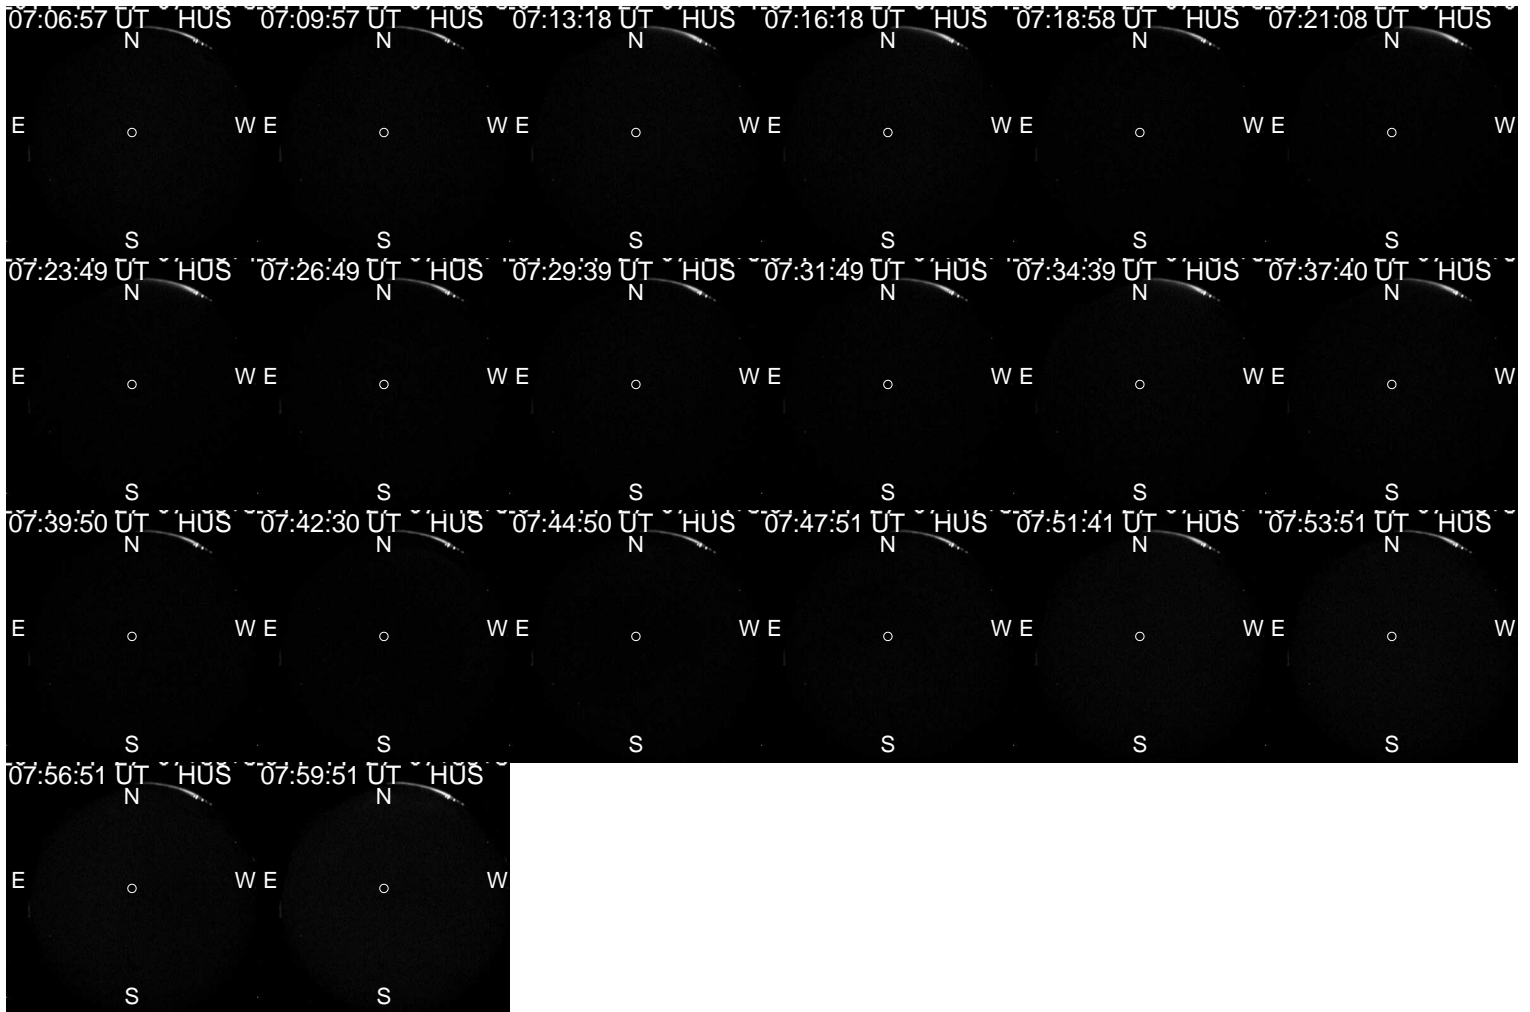 07:06:57 UT HUS 07:09:57 UT HUS 07:13:18 UT HUS 07:16:18 UT HUS 07:18:58 UT HUS 07:21:08 UT HUS
N N N N N N
E W E W E W E W E W E W
S S S S S S
07:23:49 UT HUS 07:26:49 UT HUS 07:29:39 UT HUS 07:31:49 UT HUS 07:34:39 UT HUS 07:37:40 UT HUS
N N N N N N
E W E W E W E W E W E W
S S S S S S
07:39:50 UT HUS 07:42:30 UT HUS 07:44:50 UT HUS 07:47:51 UT HUS 07:51:41 UT HUS 07:53:51 UT HUS
N N N N N N
E W E W E W E W E W E W
S S S S S S
07:56:51 UT HUS 07:59:51 UT HUS
N N
E W E W
S S